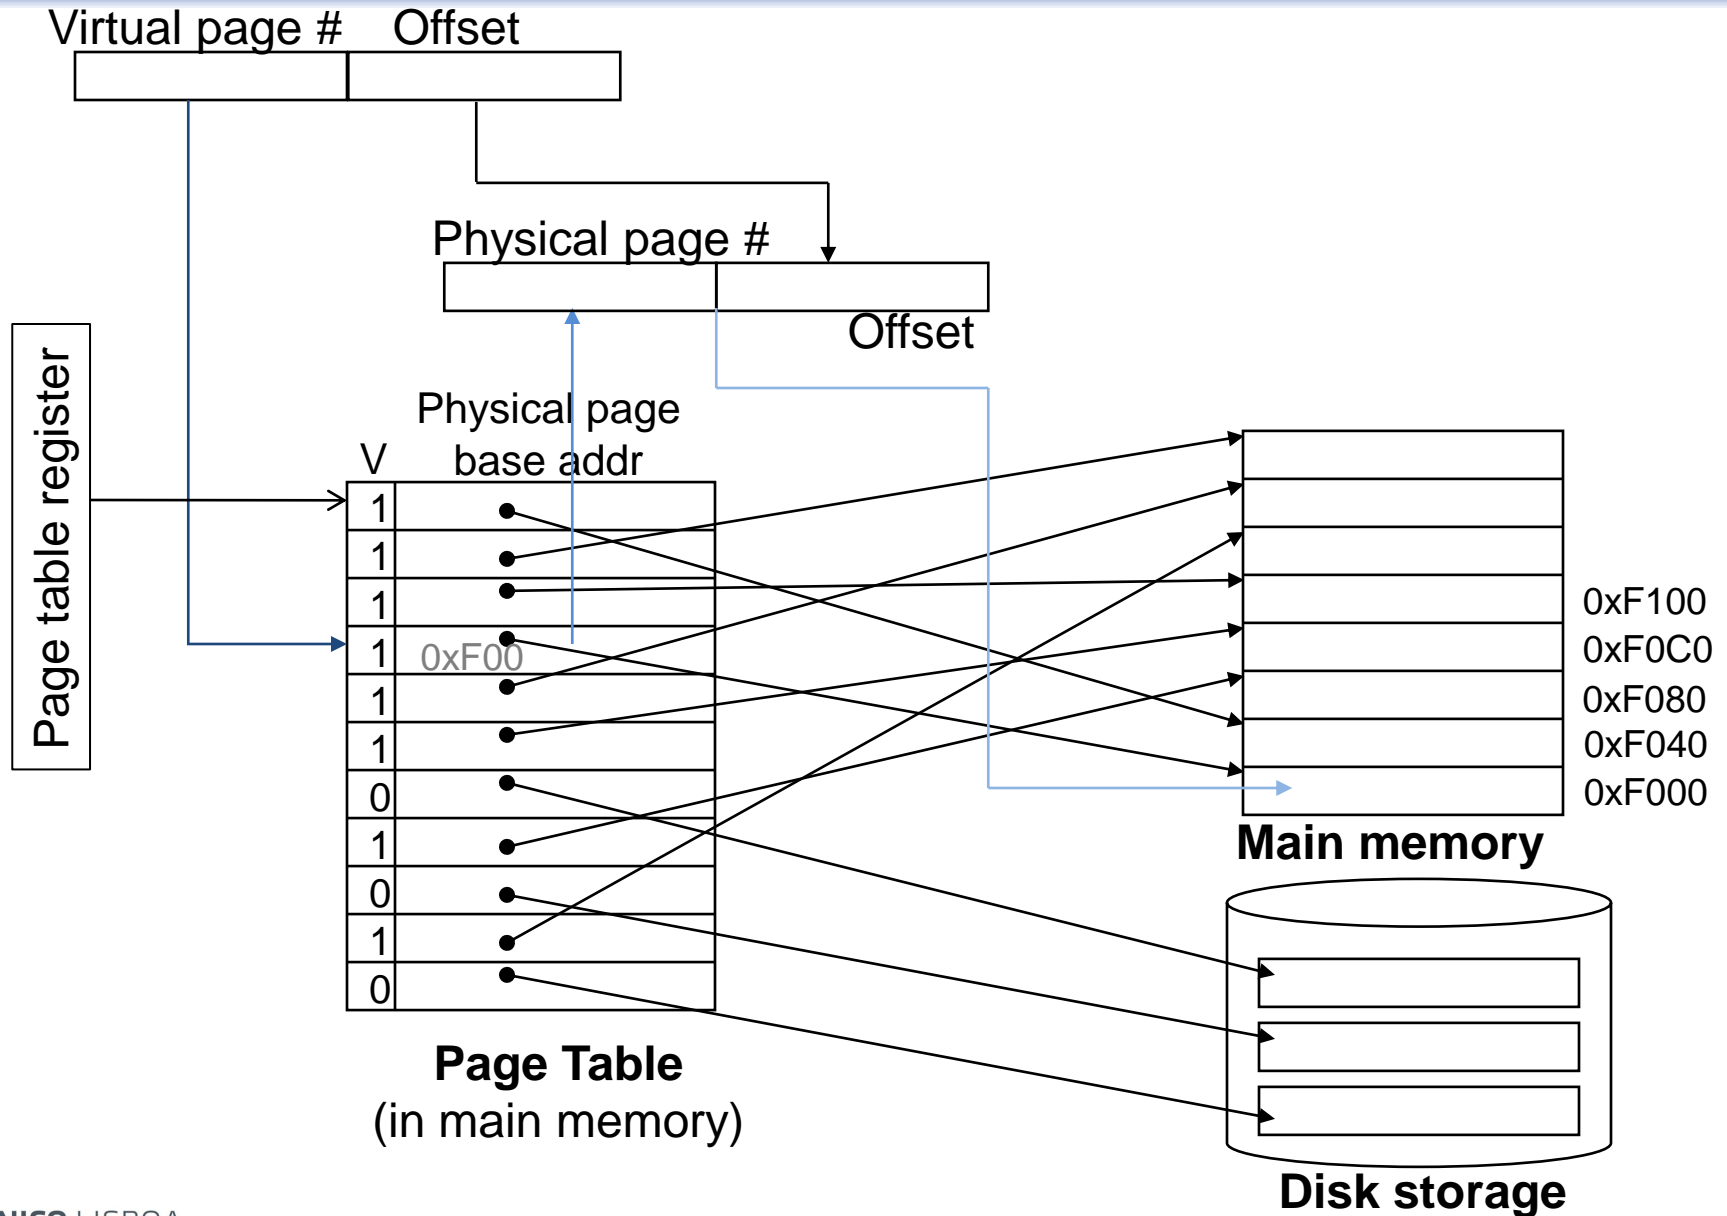 Virtual page # Offset
Physical page #
Offset
Page table register
Physical page
V base addr
1
1
1
1 0xF00
1
1
0
1
0
1
0
0xF100
0xF0C0
0xF080
0xF040
0xF000
Main memory
Page Table
(in main memory)
Disk storage
LISBOA